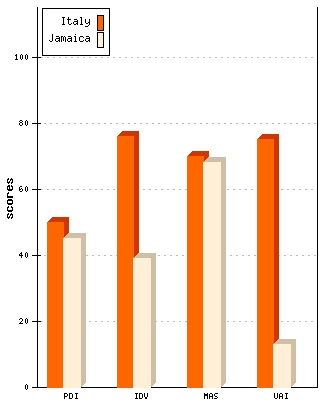 Italy
Jamaica
100
80
60
40
20
0
scores
PDI IDV MAS UAI